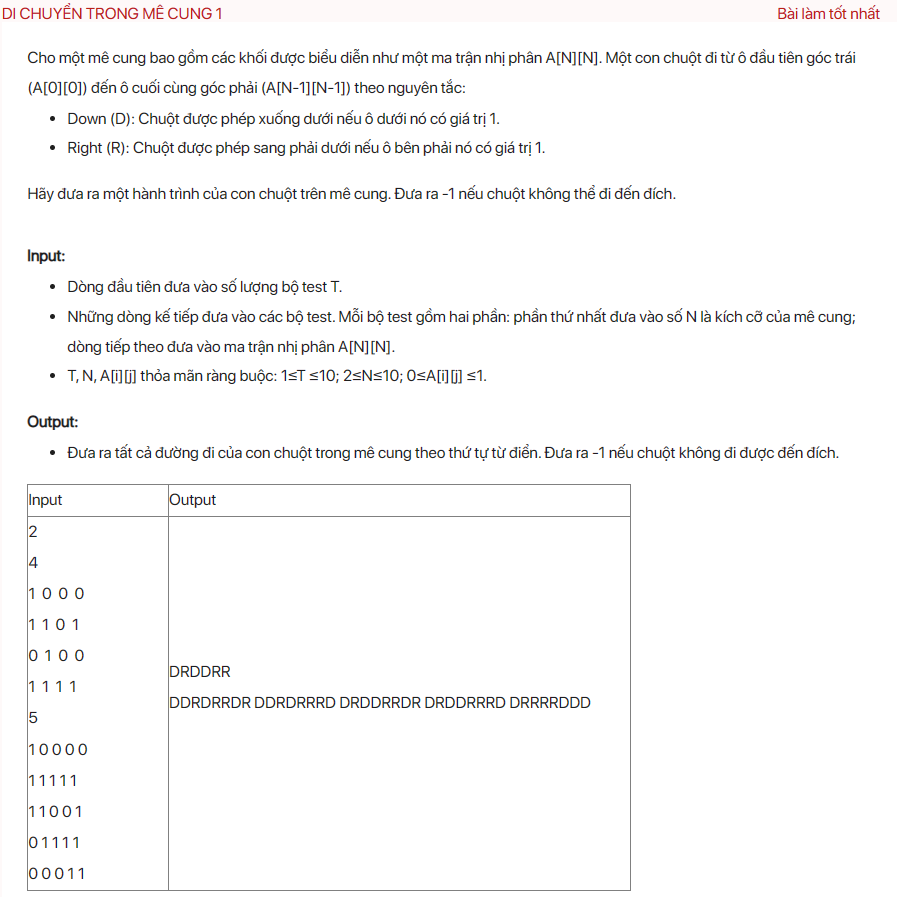 DI CHUYỂN TRONG MÊ CUNG 1
Bài làm tốt nhất
Cho một mê cung bao gồm các khối được biểu diễn như một ma trận nhị phân A[N][N]. Một con chuột đi từ ô đầu tiên góc trái
(A[0][0]) đến ô cuối cùng góc phải (A[N-1][N-1]) theo nguyên tắc:
• Down (D): Chuột được phép xuống dưới nếu ô dưới nó có giá trị 1.
• Right (R): Chuột được phép sang phải dưới nếu ô bên phải nó có giá trị 1.
Hãy đưa ra một hành trình của con chuột trên mê cung. Đưa ra -1 nếu chuột không thể đi đến đích.
Input:
• Dòng đầu tiên đưa vào số lượng bộ test T.
• Những dòng kế tiếp đưa vào các bộ test. Mỗi bộ test gồm hai phần: phần thứ nhất đưa vào số N là kích cỡ của mê cung;
dòng tiếp theo đưa vào ma trận nhị phân A[N][N].
• T, N, A[i][j] thỏa mãn ràng buộc: 1≤T ≤10; 2≤N≤10; 0≤A[i][j] ≤1.
Output:
• Đưa ra tất cả đường đi của con chuột trong mê cung theo thứ tự từ điển. Đưa ra -1 nếu chuột không đi được đến đích.
Input
Output
2
4
1 0 0 0
1 1 0 1
0 1 0 0
1 1 1 1
5
1 0 0 0 0
1 1 1 1 1
1 1 0 0 1
0 1 1 1 1
0 0 0 1 1
DRDDRR
DDRDRRDR DDRDRRRD DRDDRRDR DRDDRRRD DRRRRDDD